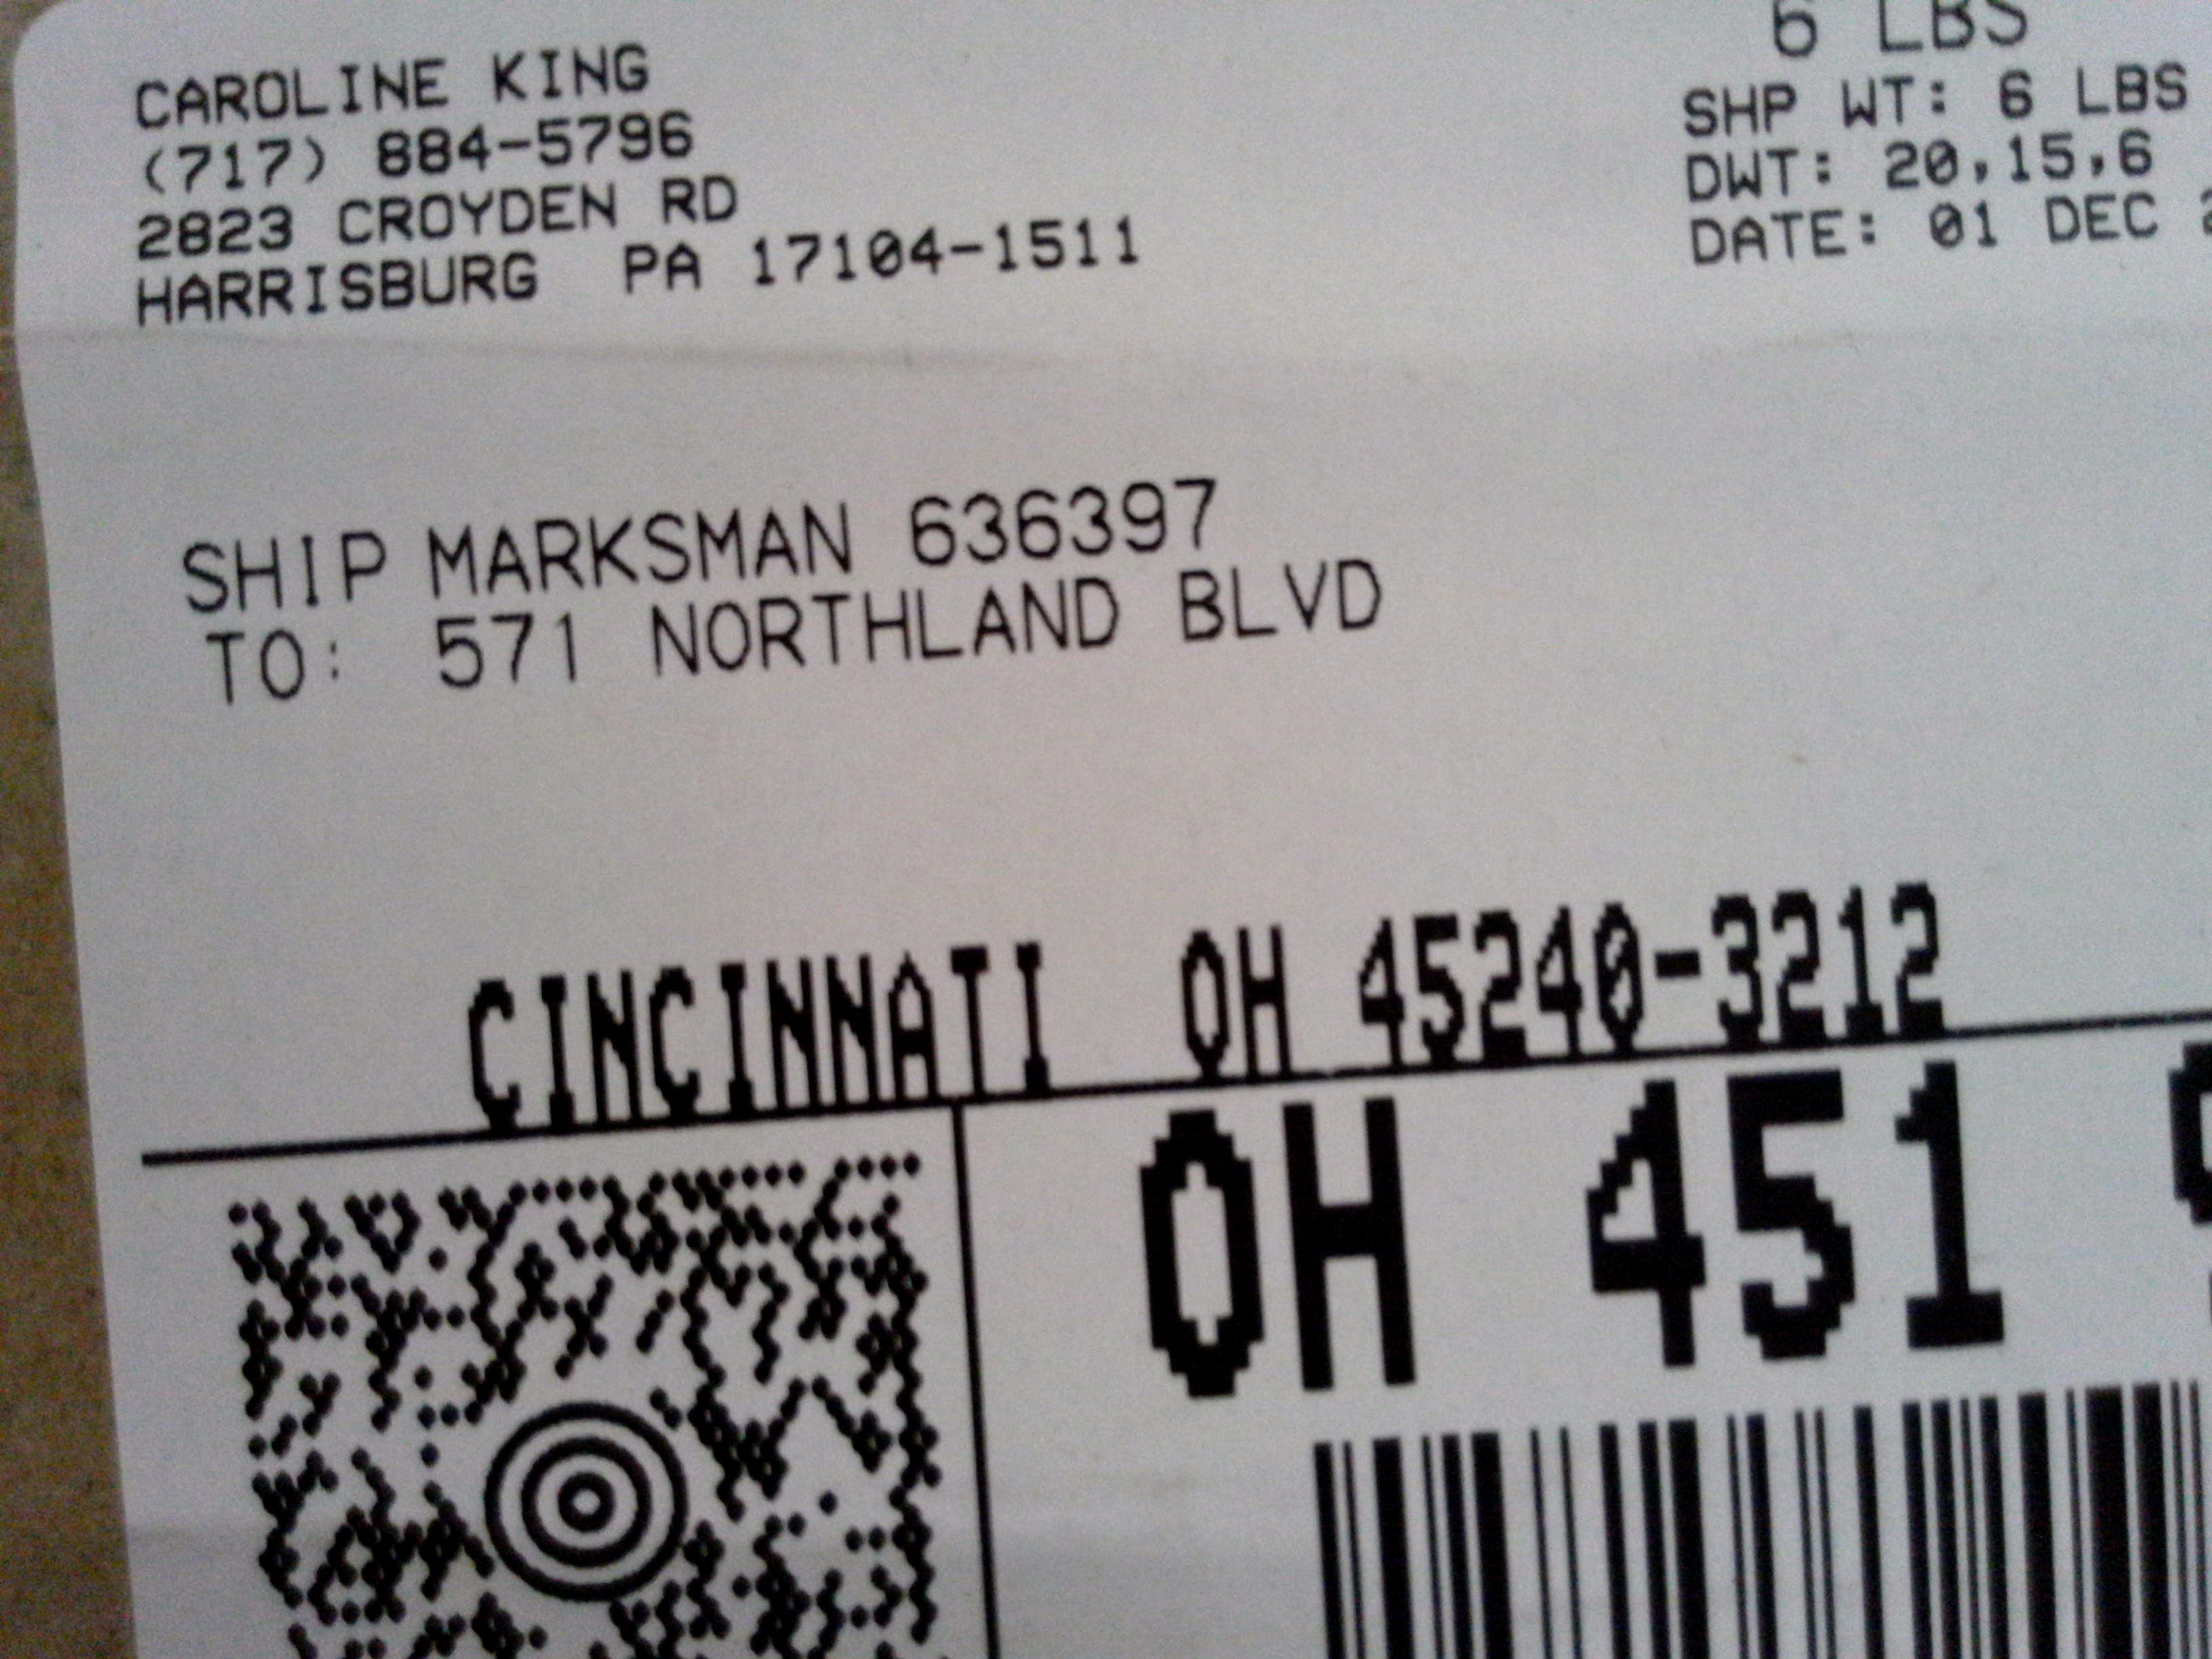 CAROLINE KING
(717) 884-5796
2823 CROYDEN RD
HARRISBURG PA 17104-1511
6 LBS
SHP WT: 6 LBS
DWT: 20,15,6
DATE: 01 DEC
SHIP MARKSMAN 636397
TO: 571 NORTHLAND BLVD
CINCINNATI OH 45240-3212
OH 451